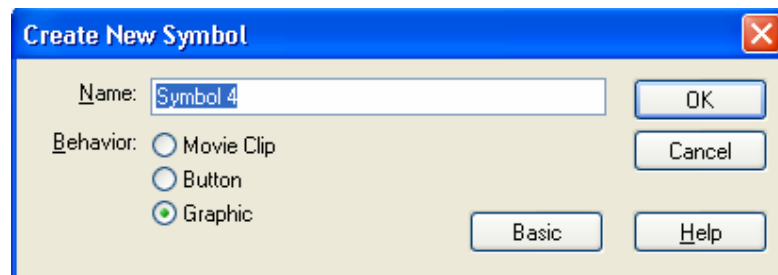 Create New Symbol
Name: Symbol 4 OK
Behavior: Movie Clip Cancel
Button
Graphic
Basic Help